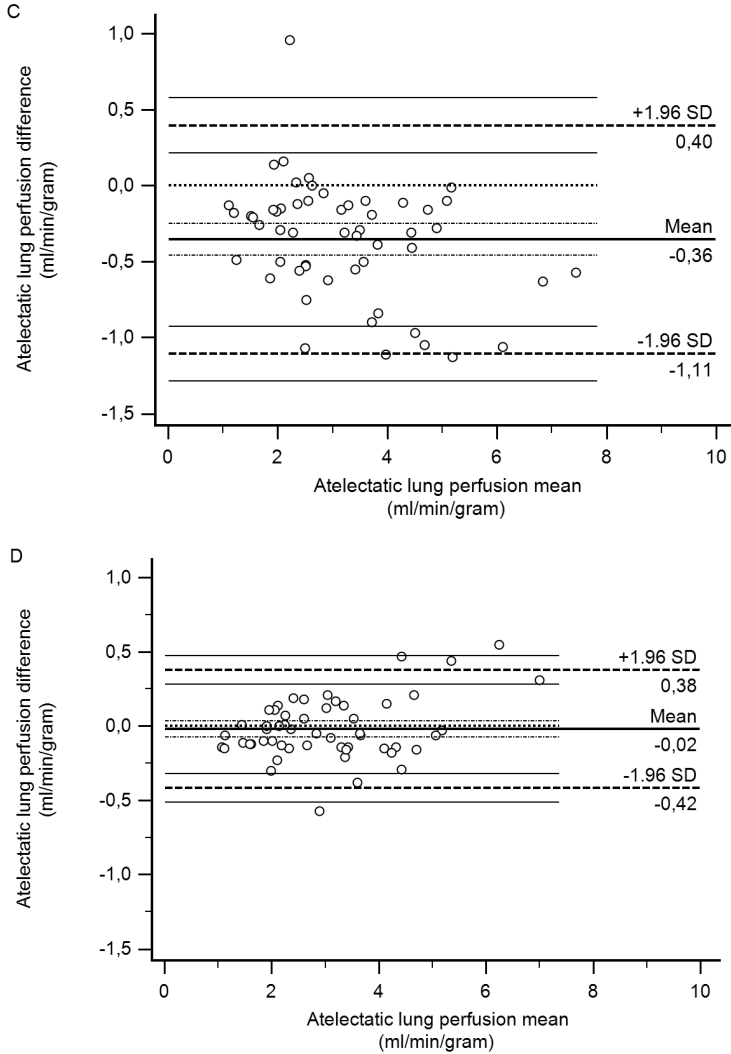 C
Atelectatic lung perfusion difference
(ml/min/gram)
1,0
0,5
0,0
-0,5
-1,0
-1,5
+1.96 SD
0,40
Mean
-0,36
-1.96 SD
-1,11
0 2 4 6 8 10
Atelectatic lung perfusion mean
(ml/min/gram)
D
Atelectatic lung perfusion difference
(ml/min/gram)
1,0
0,5
0,0
-0,5
-1,0
-1,5
+1.96 SD
0,38
Mean
-0,02
-1.96 SD
-0,42
0 2 4 6 8 10
Atelectatic lung perfusion mean
(ml/min/gram)